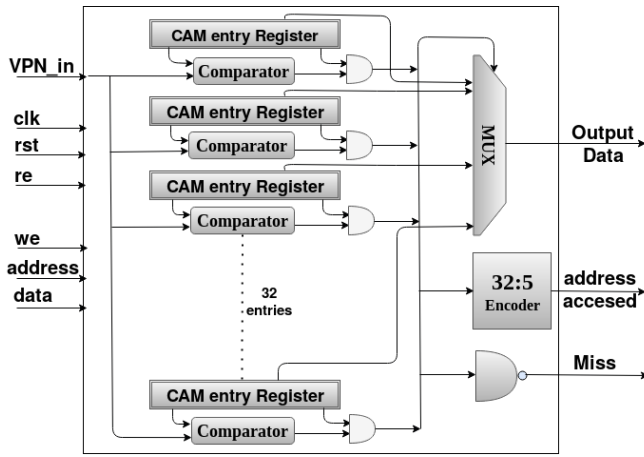 CAM entry Register
VPN_in
Comparator
clk
rst
re
we
address
data
CAM entry Register
Comparator
CAM entry Register
Comparator
32
entries
CAM entry Register
Comparator
MUX
Output
Data
32:5
Encoder
address
accesed
Miss